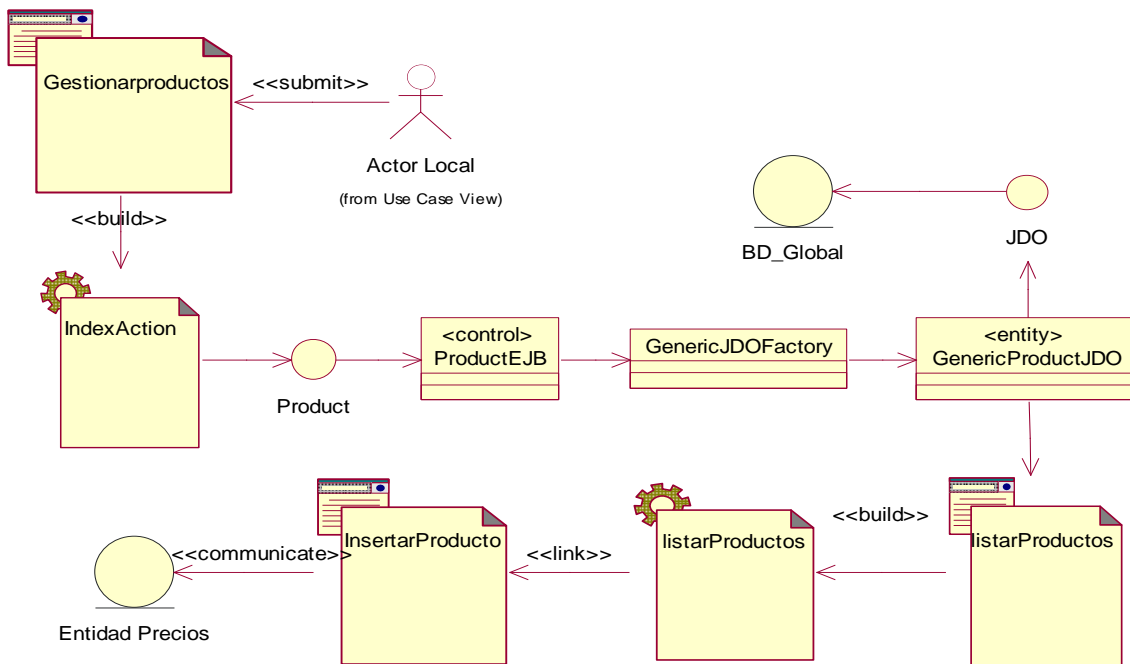 Gestionarproductos
<<submit>>
Actor Local
(from Use Case View)
<<build>>
BD_Global
JDO
IndexAction
Product
<control>
ProductEJB
GenericJDOFactory
<entity>
GenericProductJDO
<<build>>
InsertarProducto
listarProductos
listarProductos
<<communicate>>
<<link>>
Entidad Precios